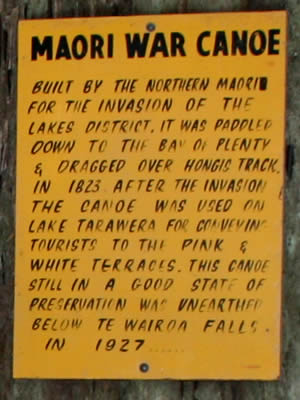 MAORI WAR CANOE
BUILT BY THE NORTHERN MAORI
FOR THE INVASION OF THE
LAKES DISTRICT. IT WAS PADDLED
DOWN TO THE BAY OF PLENTY
& DRAGGED OVER HONGIS TRACK.
IN 1823. AFTER THE INVASION
THE CANOE WAS USED ON
LAKE TARAWERA FOR CONVEYING
TOURISTS TO THE PINK &
WHITE TERRACES. THIS CANOE
STILL IN A GOOD STATE OF
PRESERVATION WAS UNEARTHED
BELOW TE WAIROA FALLS.
IN 1927......